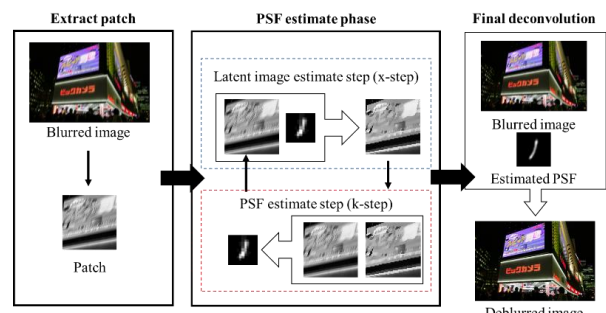 Extract patch
Blurred image
Patch
PSF estimate phase
Latent image estimate step (x-step)
PSF estimate step (k-step)
Final deconvolution
Blurred image
Estimated PSF
ビックカメラ
Deblurred image